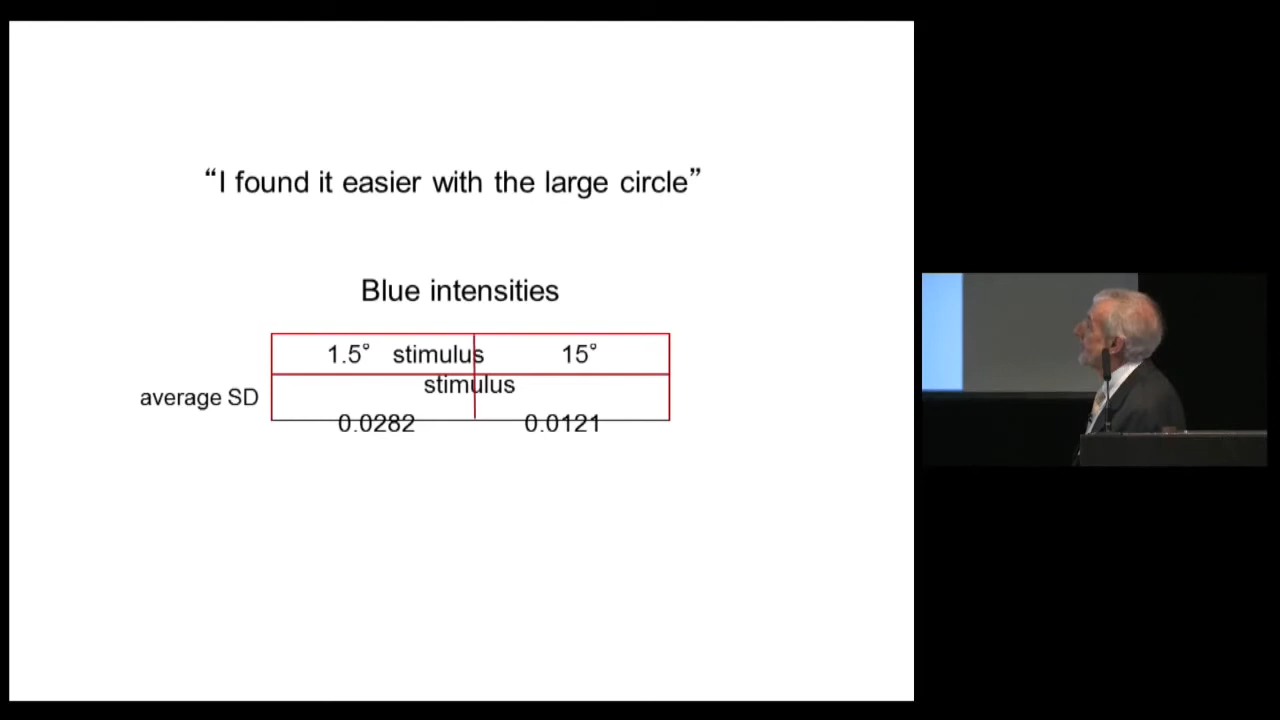 “I found it easier with the large circle”
Blue intensities
1.5° stimulus 15°
stimulus
average SD
0.0282 0.0121